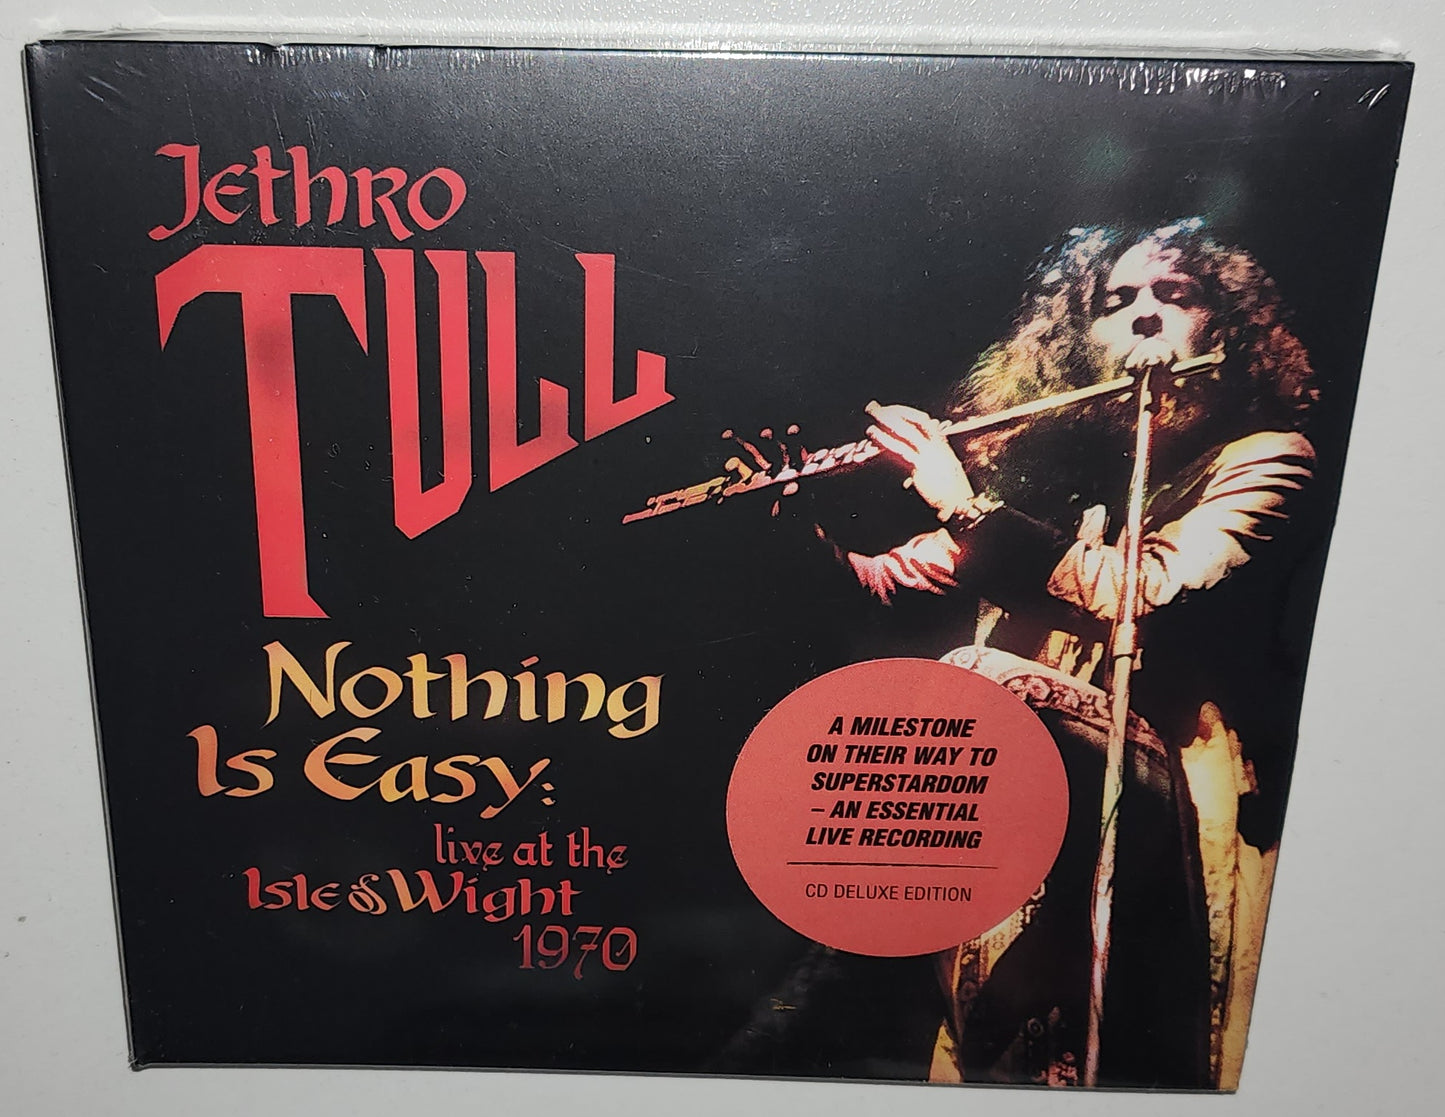 Jethro
TULL
Nothing
Is Easy:
live at the
Isle of Wight
1970
A MILESTONE
ON THEIR WAY TO
SUPERSTARDOM
– AN ESSENTIAL
LIVE RECORDING
CD DELUXE EDITION